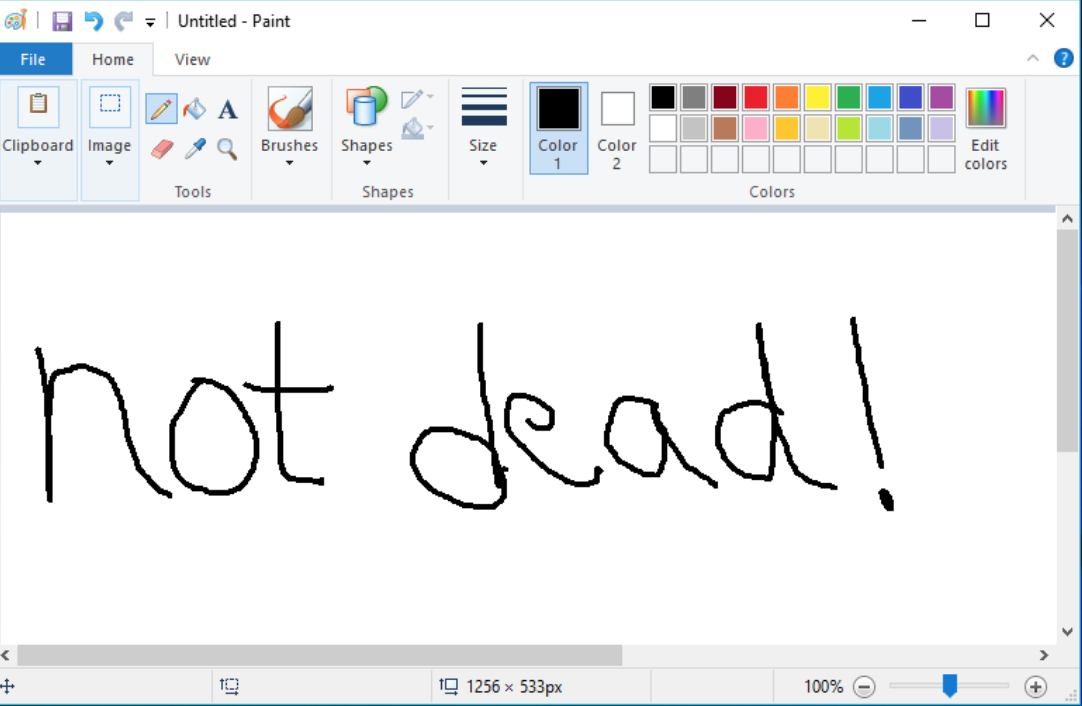 Untitled - Paint
File Home View
Clipboard Image Tools Brushes Shapes Shapes Size Color 1 Color 2 Colors Edit colors
not dead!
1256 × 533px 100%